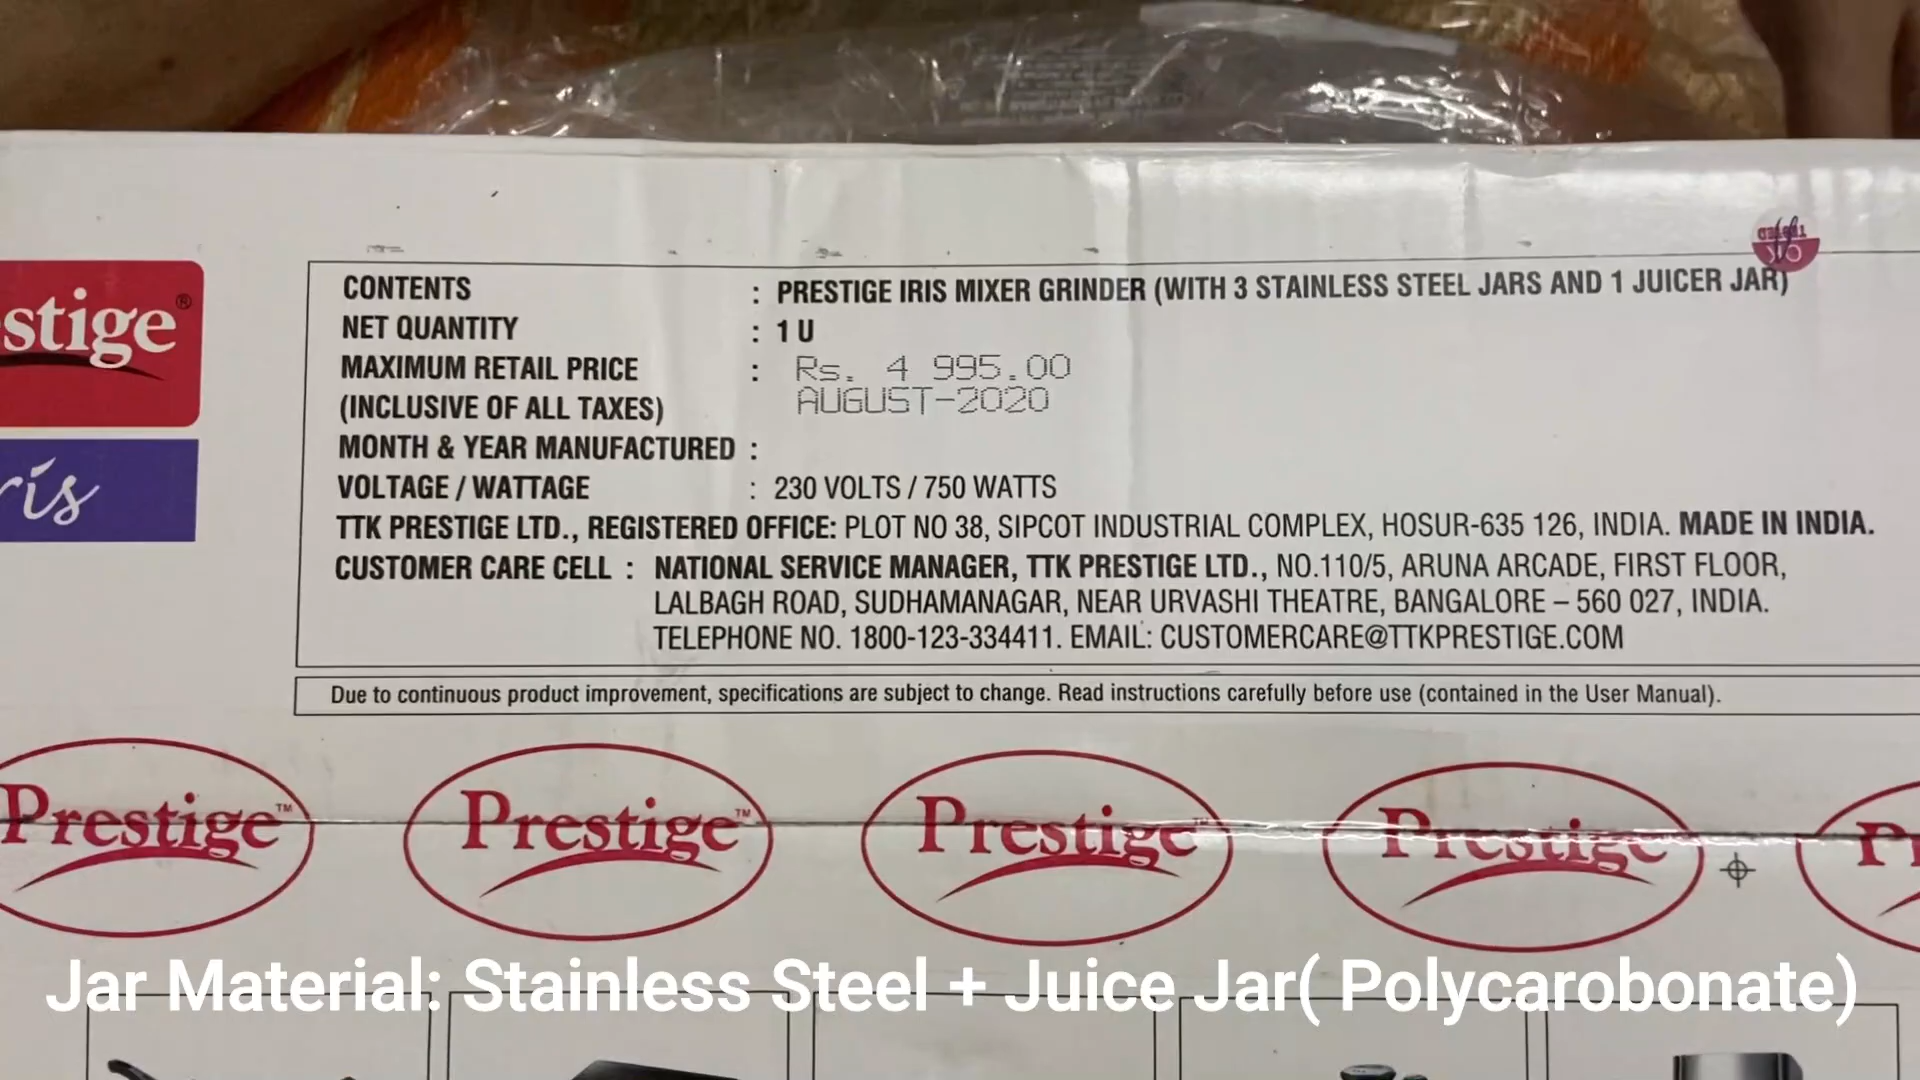 CONTENTS : PRESTIGE IRIS MIXER GRINDER (WITH 3 STAINLESS STEEL JARS AND 1 JUICER JAR)
NET QUANTITY : 1 U
MAXIMUM RETAIL PRICE : Rs. 4 995.00
(INCLUSIVE OF ALL TAXES) AUGUST-2020
MONTH & YEAR MANUFACTURED :
VOLTAGE / WATTAGE : 230 VOLTS / 750 WATTS
TTK PRESTIGE LTD., REGISTERED OFFICE: PLOT NO 38, SIPCOT INDUSTRIAL COMPLEX, HOSUR-635 126, INDIA. MADE IN INDIA.
CUSTOMER CARE CELL : NATIONAL SERVICE MANAGER, TTK PRESTIGE LTD., NO.110/5, ARUNA ARCADE, FIRST FLOOR,
LALBAGH ROAD, SUDHAMANAGAR, NEAR URVASHI THEATRE, BANGALORE – 560 027, INDIA.
TELEPHONE NO. 1800-123-334411. EMAIL: CUSTOMERCARE@TTKPRESTIGE.COM
stige®
ris
Due to continuous product improvement, specifications are subject to change. Read instructions carefully before use (contained in the User Manual).
Prestige™ Prestige™ Prestige™ Prestige P
Jar Material: Stainless Steel + Juice Jar( Polycarobonate)